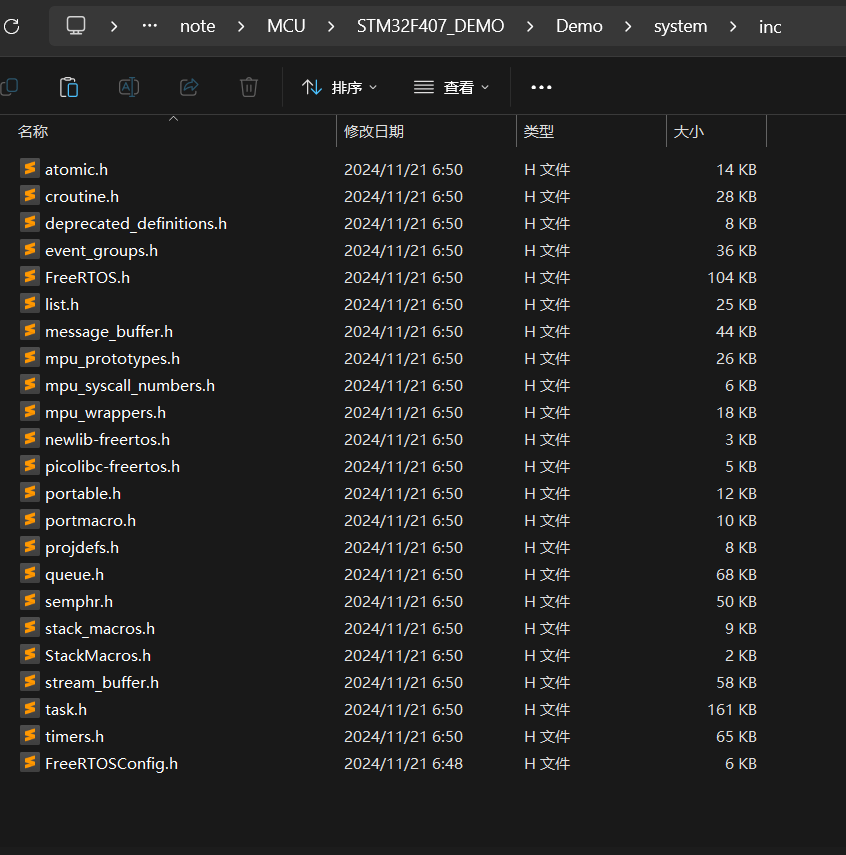 ··· note MCU STM32F407_DEMO Demo system inc
排序 查看 ···
名称 修改日期 类型 大小
atomic.h 2024/11/21 6:50 H 文件 14 KB
croutine.h 2024/11/21 6:50 H 文件 28 KB
deprecated_definitions.h 2024/11/21 6:50 H 文件 8 KB
event_groups.h 2024/11/21 6:50 H 文件 36 KB
FreeRTOS.h 2024/11/21 6:50 H 文件 104 KB
list.h 2024/11/21 6:50 H 文件 25 KB
message_buffer.h 2024/11/21 6:50 H 文件 44 KB
mpu_prototypes.h 2024/11/21 6:50 H 文件 26 KB
mpu_syscall_numbers.h 2024/11/21 6:50 H 文件 6 KB
mpu_wrappers.h 2024/11/21 6:50 H 文件 18 KB
newlib-freertos.h 2024/11/21 6:50 H 文件 3 KB
picolibc-freertos.h 2024/11/21 6:50 H 文件 5 KB
portable.h 2024/11/21 6:50 H 文件 12 KB
portmacro.h 2024/11/21 6:50 H 文件 10 KB
projdefs.h 2024/11/21 6:50 H 文件 8 KB
queue.h 2024/11/21 6:50 H 文件 68 KB
semphr.h 2024/11/21 6:50 H 文件 50 KB
stack_macros.h 2024/11/21 6:50 H 文件 9 KB
StackMacros.h 2024/11/21 6:50 H 文件 2 KB
stream_buffer.h 2024/11/21 6:50 H 文件 58 KB
task.h 2024/11/21 6:50 H 文件 161 KB
timers.h 2024/11/21 6:50 H 文件 65 KB
FreeRTOSConfig.h 2024/11/21 6:48 H 文件 6 KB